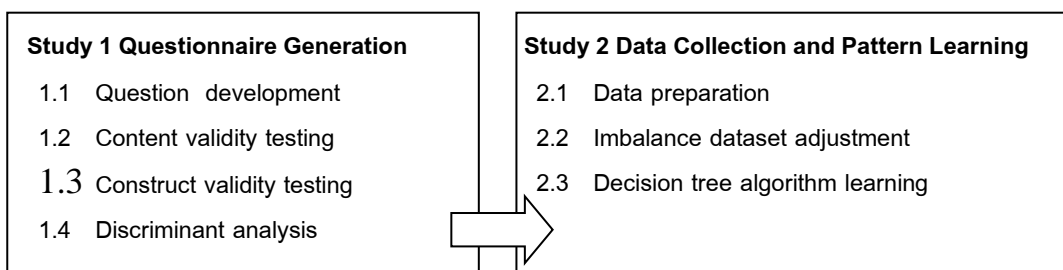 Study 1 Questionnaire Generation
1.1 Question development
1.2 Content validity testing
1.3 Construct validity testing
1.4 Discriminant analysis
Study 2 Data Collection and Pattern Learning
2.1 Data preparation
2.2 Imbalance dataset adjustment
2.3 Decision tree algorithm learning